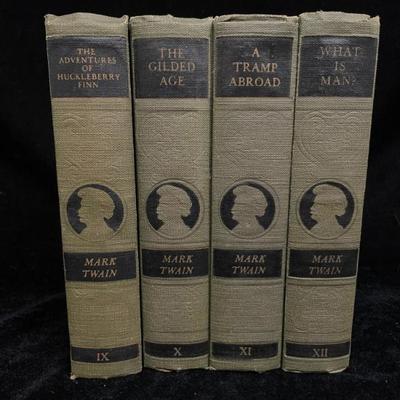 THE
ADVENTURES
OF
HUCKLEBERRY
FINN
MARK
TWAIN
IX
THE
GILDED
AGE
MARK
TWAIN
X
A
TRAMP
ABROAD
MARK
TWAIN
XI
WHAT
IS
MAN?
MARK
TWAIN
XII